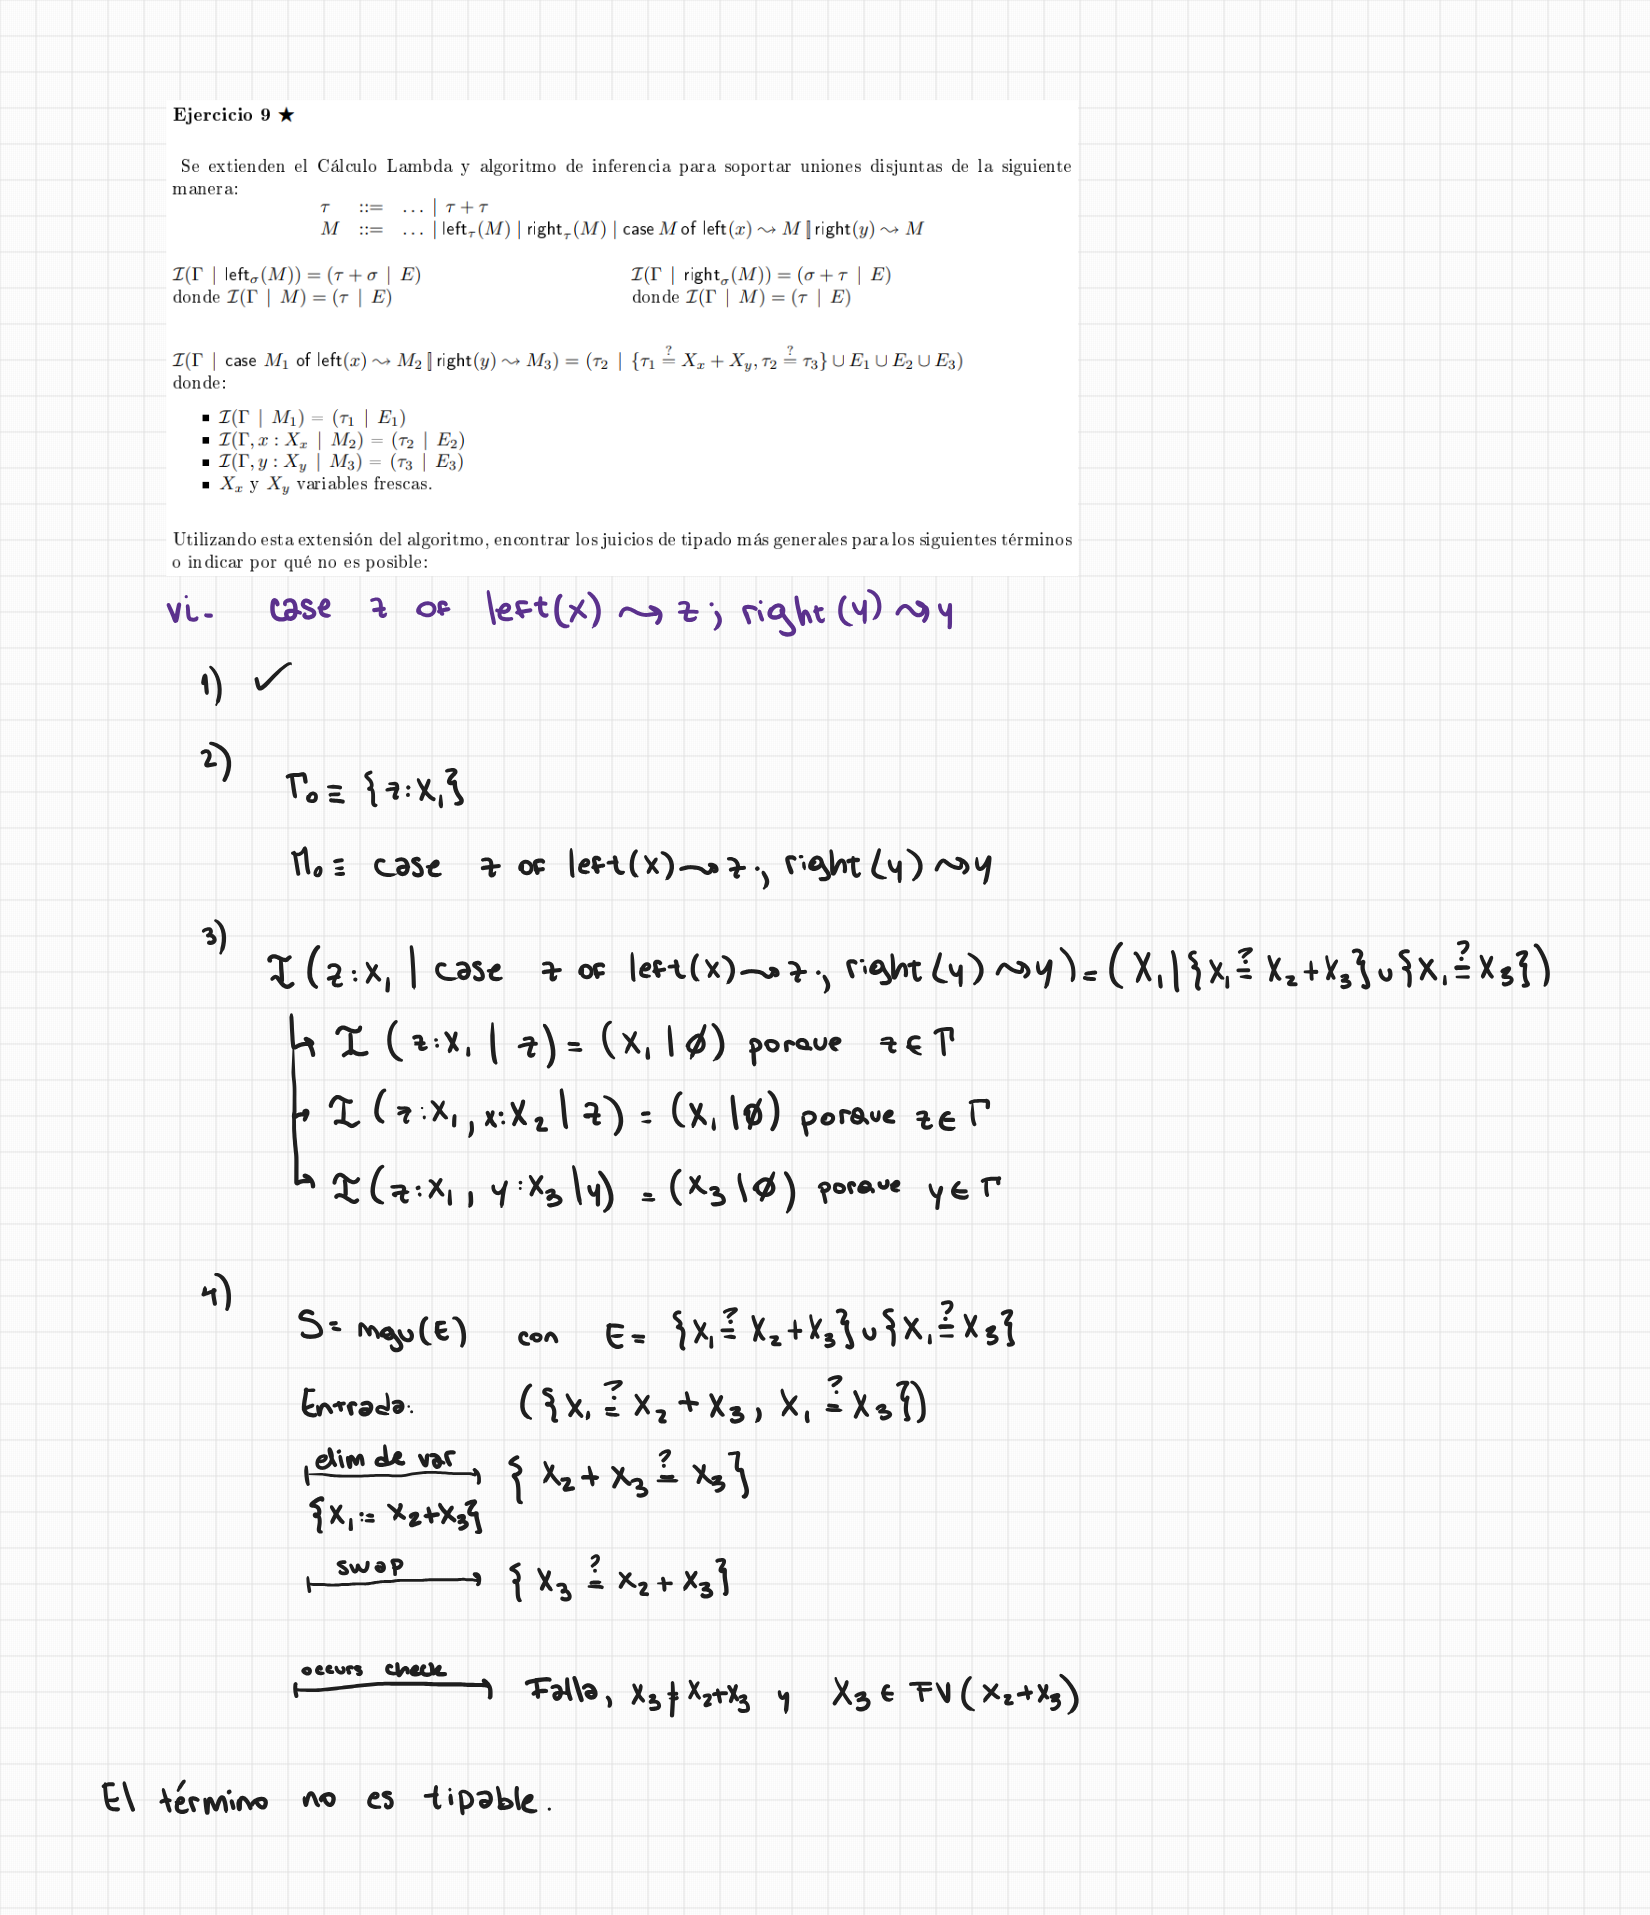 Ejercicio 9 ★
Se extienden el Cálculo Lambda y algoritmo de inferencia para soportar uniones disjuntas de la siguiente
manera:
τ ::= ... | τ + τ
M ::= ... | left_τ(M) | right_τ(M) | case M of left(x) ⇝ M ⫿ right(y) ⇝ M
ℐ(Γ | left_σ(M)) = (τ + σ | E)
donde ℐ(Γ | M) = (τ | E)
ℐ(Γ | right_σ(M)) = (σ + τ | E)
donde ℐ(Γ | M) = (τ | E)
ℐ(Γ | case M₁ of left(x) ⇝ M₂ ⫿ right(y) ⇝ M₃) = (τ₂ | {τ₁ ≟ X_x + X_y, τ₂ ≟ τ₃} ∪ E₁ ∪ E₂ ∪ E₃)
donde:
▪ ℐ(Γ | M₁) = (τ₁ | E₁)
▪ ℐ(Γ, x : X_x | M₂) = (τ₂ | E₂)
▪ ℐ(Γ, y : X_y | M₃) = (τ₃ | E₃)
▪ X_x y X_y variables frescas.
Utilizando esta extensión del algoritmo, encontrar los juicios de tipado más generales para los siguientes términos
o indicar por qué no es posible:
vi- case z of left(x) ⇝ z; right(y) ⇝ y
1) ✓
2)
Γ₀ ≡ {z:X₁}
M₀ ≡ case z of left(x) ⇝ z; right(y) ⇝ y
3)
ℐ(z:X₁ | case z of left(x) ⇝ z; right(y) ⇝ y) = (X₁ | {X₁ ≟ X₂+X₃} ∪ {X₁ ≟ X₃})
↳ ℐ(z:X₁ | z) = (X₁ | ∅) porque z ∈ Γ
↳ ℐ(z:X₁, x:X₂ | z) = (X₁ | ∅) porque z ∈ Γ
↳ ℐ(z:X₁, y:X₃ | y) = (X₃ | ∅) porque y ∈ Γ
4)
S = mgu(E) con E = {X₁ ≟ X₂+X₃} ∪ {X₁ ≟ X₃}
Entrada: ({X₁ ≟ X₂ + X₃, X₁ ≟ X₃})
elim de var {X₂ + X₃ ≟ X₃}
{X₁ := X₂+X₃}
swap {X₃ ≟ X₂ + X₃}
occurs check Falla, X₃ ≠ X₂+X₃ y X₃ ∈ FV(X₂+X₃)
El término no es tipable.